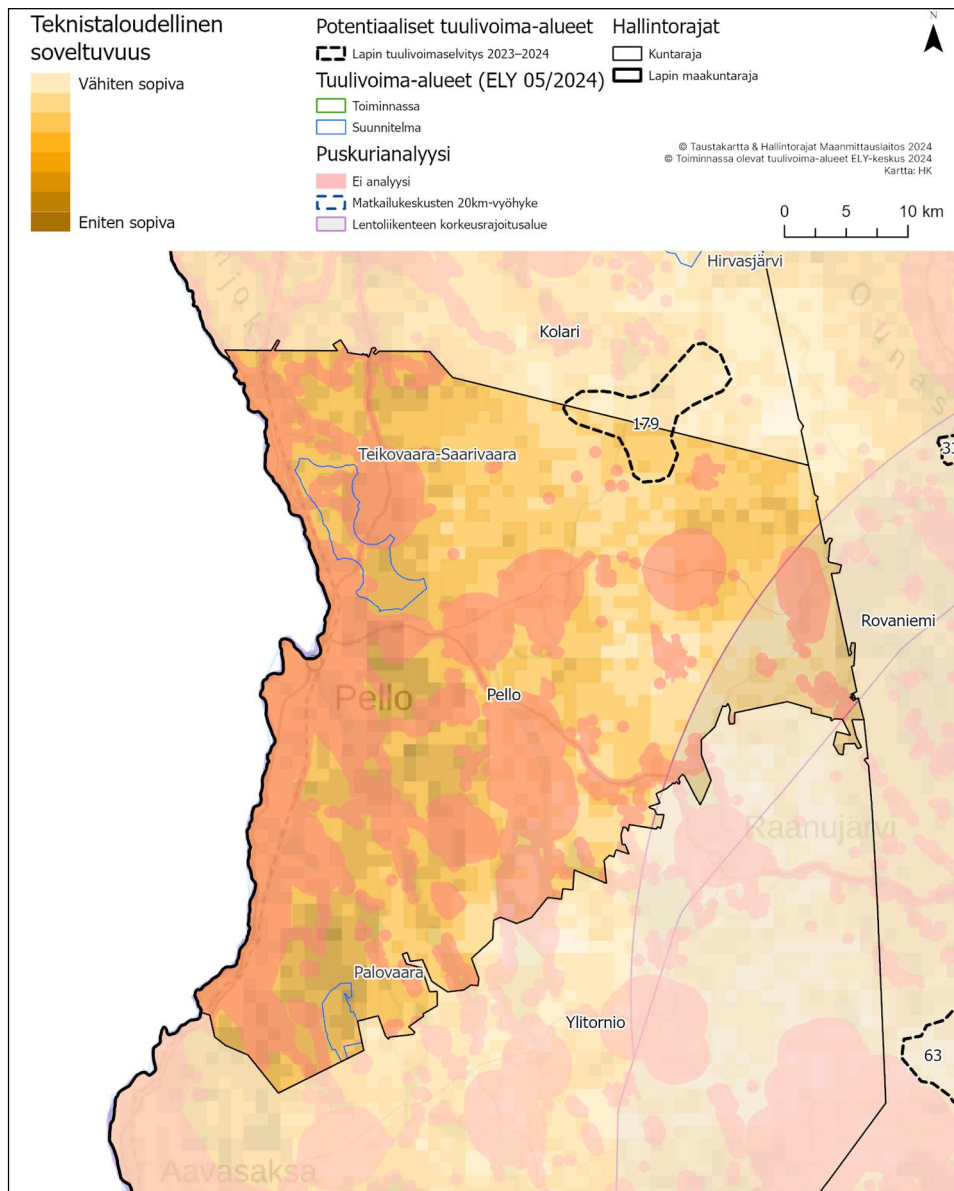 Teknistaloudellinen
soveltuvuus
Vähiten sopiva
Eniten sopiva
Potentiaaliset tuulivoima-alueet
Lapin tuulivoimaselvitys 2023–2024
Tuulivoima-alueet (ELY 05/2024)
Toiminnassa
Suunnitelma
Puskurianalyysi
Ei analyysi
Matkailukeskusten 20km-vyöhyke
Lentoliikenteen korkeusrajoitusalue
Hallintorajat
Kuntaraja
Lapin maakuntaraja
N
© Taustakartta & Hallintorajat Maanmittauslaitos 2024
© Toiminnassa olevat tuulivoima-alueet ELY-keskus 2024
Kartta: HK
0 5 10 km
Hirvasjärvi
Kolari
179
Teikovaara-Saarivaara
Rovaniemi
Pello
Pello
Raanujärvi
Palovaara
Ylitornio
63
Aavasaksa